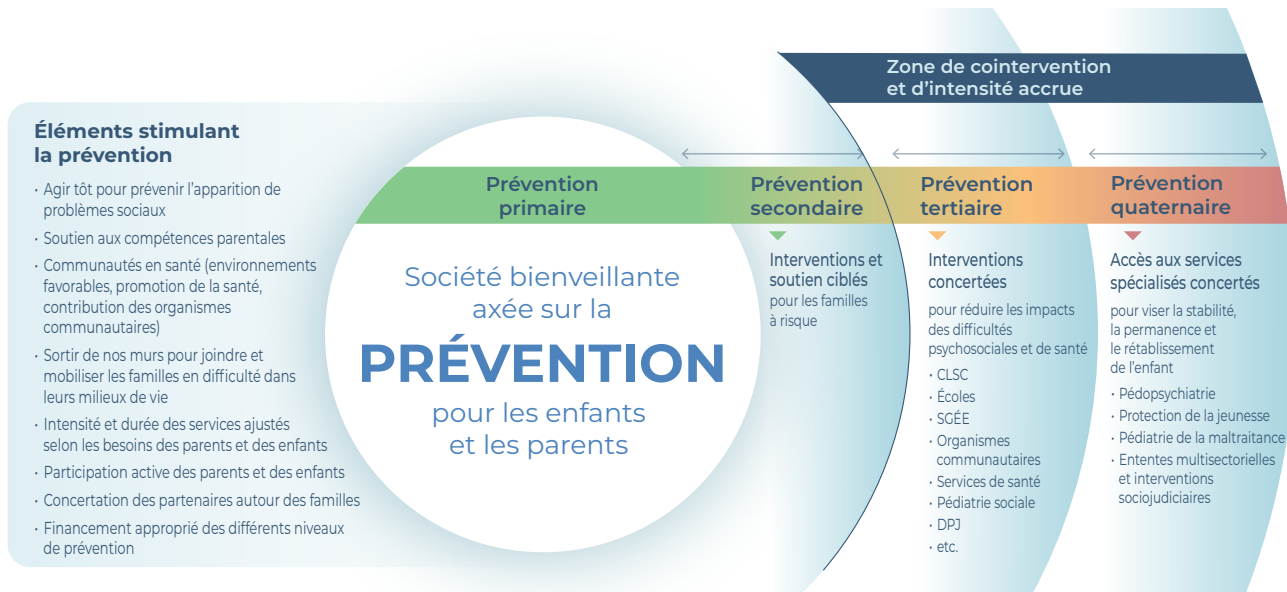 Éléments stimulant
la prévention
· Agir tôt pour prévenir l'apparition de
problèmes sociaux
· Soutien aux compétences parentales
· Communautés en santé (environnements
favorables, promotion de la santé,
contribution des organismes
communautaires)
· Sortir de nos murs pour joindre et
mobiliser les familles en difficulté dans
leurs milieux de vie
· Intensité et durée des services ajustés
selon les besoins des parents et des enfants
· Participation active des parents et des enfants
· Concertation des partenaires autour des familles
· Financement approprié des différents niveaux
de prévention
Prévention
primaire
Société bienveillante
axée sur la
PRÉVENTION
pour les enfants
et les parents
Zone de cointervention
et d'intensité accrue
Prévention
secondaire
Interventions et
soutien ciblés
pour les familles
à risque
Prévention
tertiaire
Interventions
concertées
pour réduire les impacts
des difficultés
psychosociales et de santé
· CLSC
· Écoles
· SGÉE
· Organismes
communautaires
· Services de santé
· Pédiatrie sociale
· DPJ
· etc.
Prévention
quaternaire
Accès aux services
spécialisés concertés
pour viser la stabilité,
la permanence et
le rétablissement
de l'enfant
· Pédopsychiatrie
· Protection de la jeunesse
· Pédiatrie de la maltraitance
· Ententes multisectorielles
et interventions
sociojudiciaires